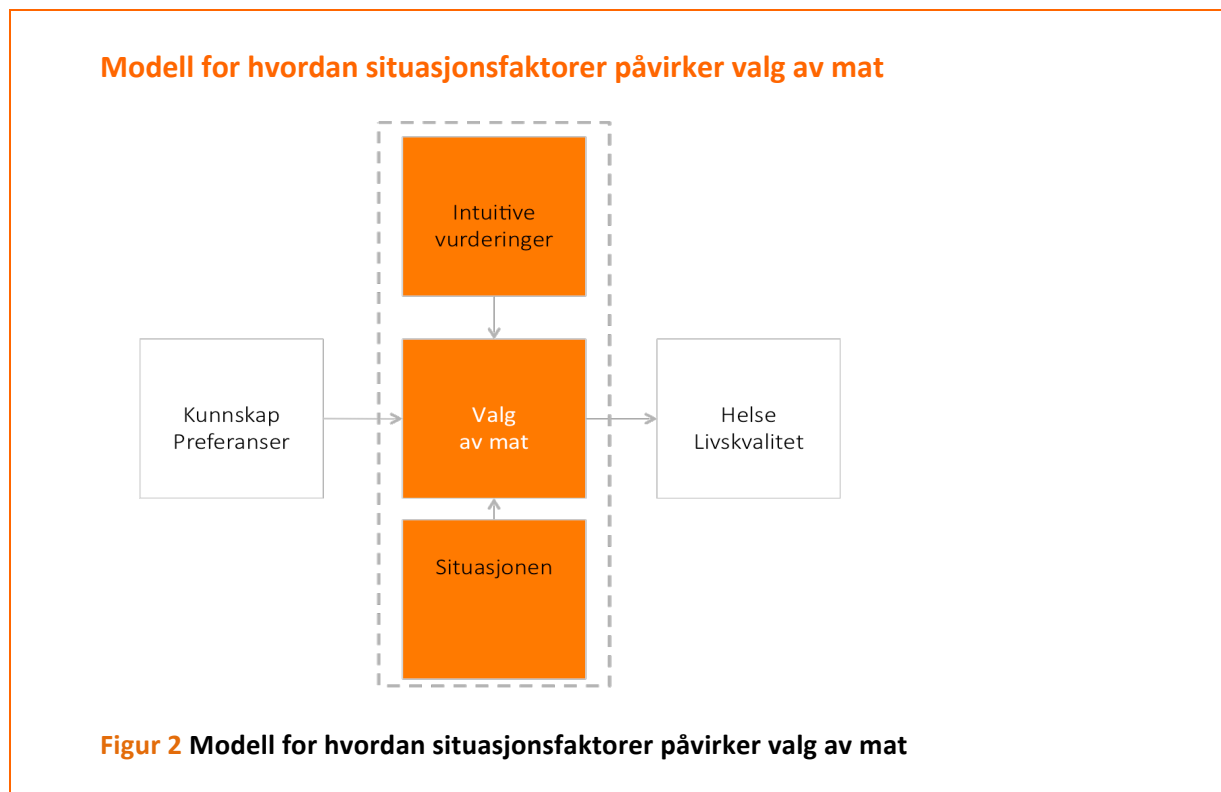 Modell for hvordan situasjonsfaktorer påvirker valg av mat
Intuitive
vurderinger
Kunnskap
Preferanser
Valg
av mat
Helse
Livskvalitet
Situasjonen
Figur 2 Modell for hvordan situasjonsfaktorer påvirker valg av mat